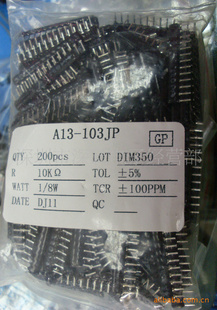 A13-103JP
GP
QTY 200pcs LOT DIM350
R 10KΩ TOL ±5%
WATT 1/8W TCR ±100PPM
DATE DJ11 QC